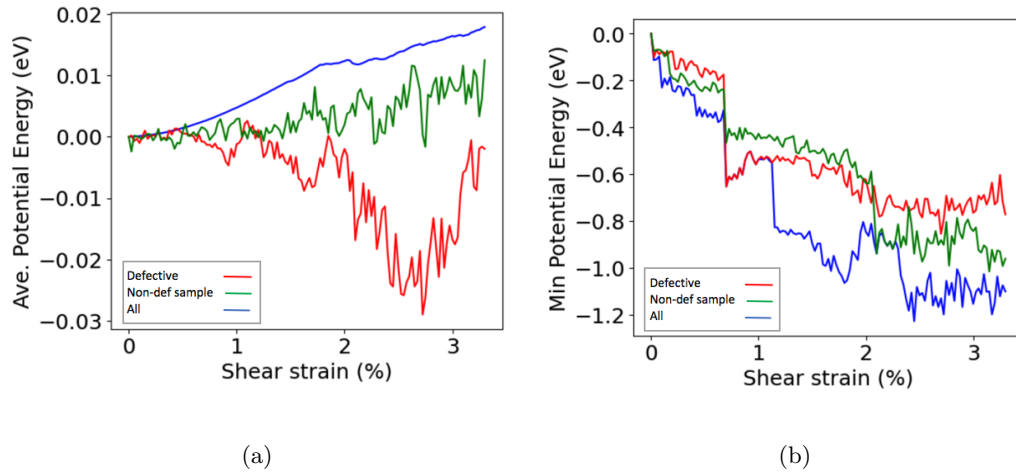 Ave. Potential Energy (eV)
0.02
0.01
0.00
−0.01
−0.02
−0.03
Defective
Non-def sample
All
0
1
2
3
Shear strain (%)
(a)
Min Potential Energy (eV)
0.0
−0.2
−0.4
−0.6
−0.8
−1.0
−1.2
Defective
Non-def sample
All
0
1
2
3
Shear strain (%)
(b)